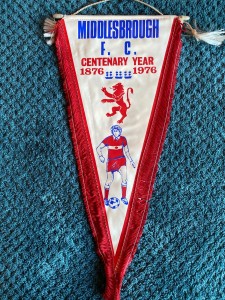 MIDDLESBROUGH
F. C.
CENTENARY YEAR
1876 1976